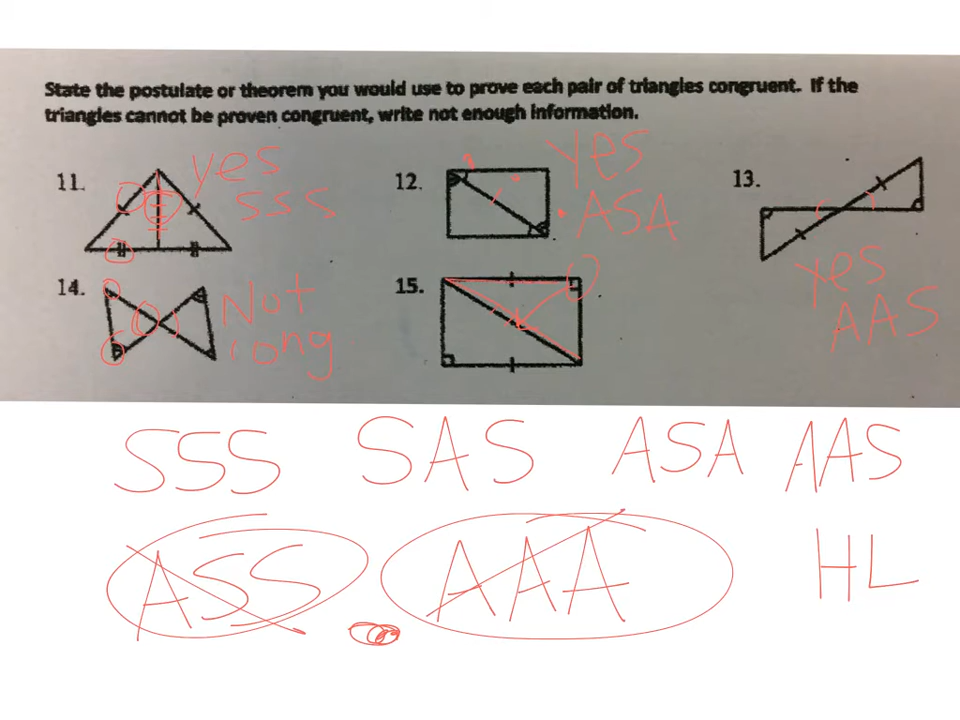 State the postulate or theorem you would use to prove each pair of triangles congruent. If the
triangles cannot be proven congruent, write not enough information.
11. yes SSS
12. yes ASA
13. yes AAS
14. Not cong
15.
SSS SAS ASA AAS
ASS AAA HL